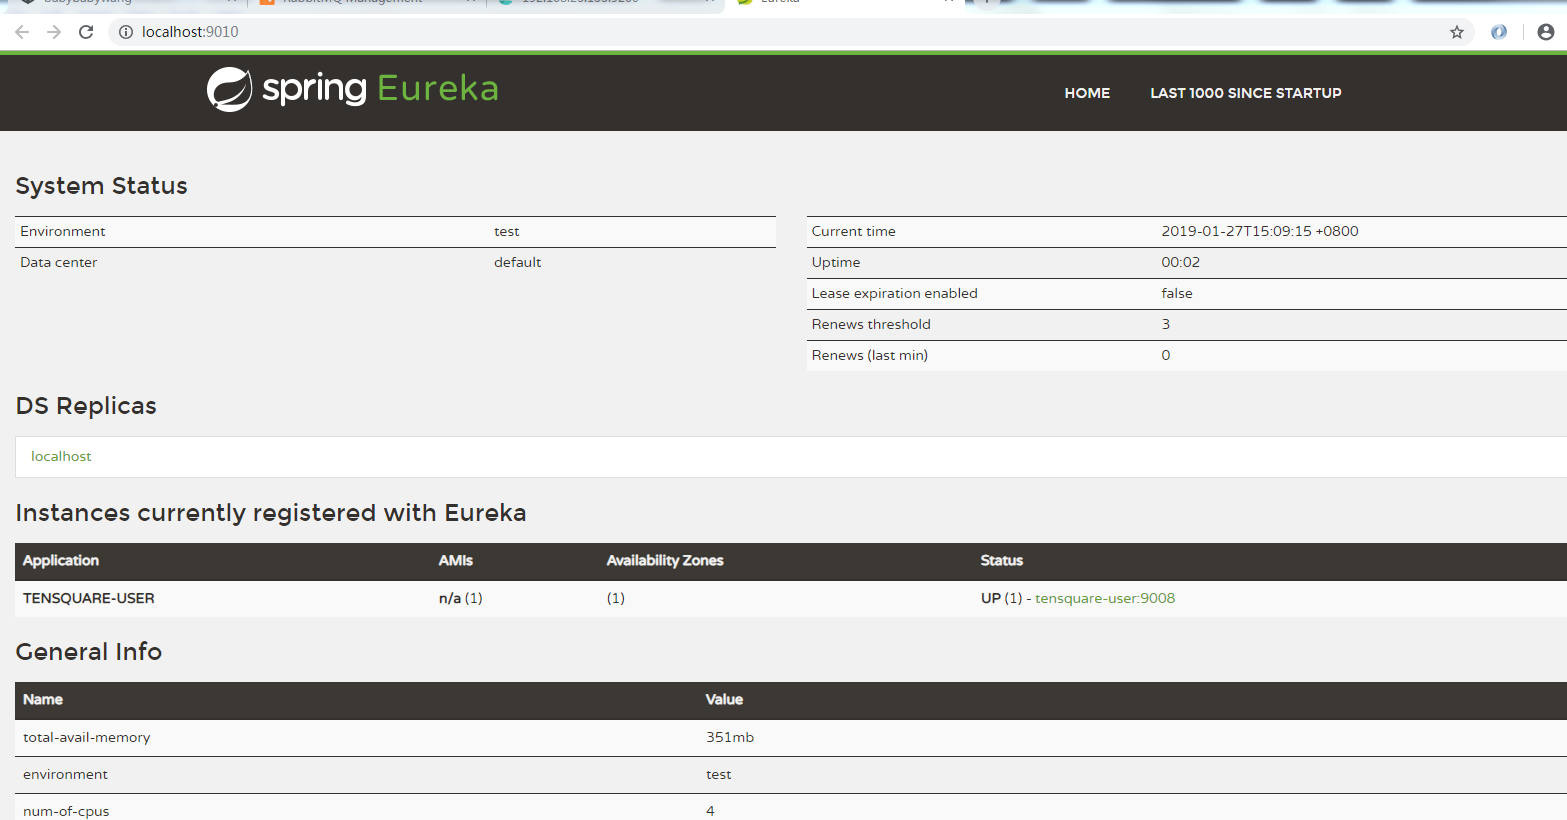 localhost:9010
spring Eureka
HOME LAST 1000 SINCE STARTUP
System Status
Environment test
Data center default
Current time 2019-01-27T15:09:15 +0800
Uptime 00:02
Lease expiration enabled false
Renews threshold 3
Renews (last min) 0
DS Replicas
localhost
Instances currently registered with Eureka
Application AMIs Availability Zones Status
TENSQUARE-USER n/a (1) (1) UP (1) - tensquare-user:9008
General Info
Name Value
total-avail-memory 351mb
environment test
num-of-cpus 4